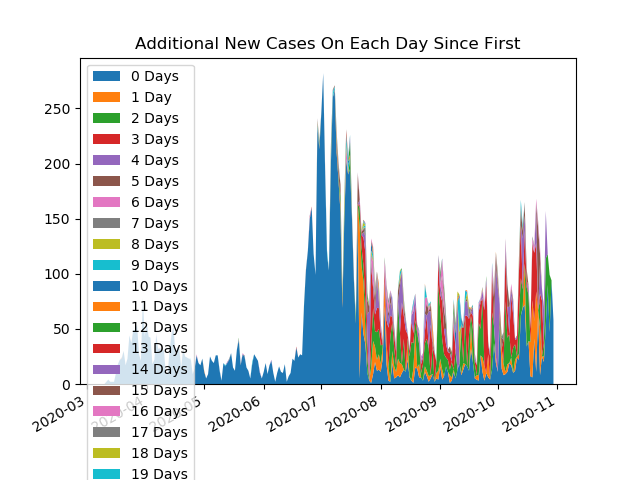 Additional New Cases On Each Day Since First
0 Days
1 Day
2 Days
3 Days
4 Days
5 Days
6 Days
7 Days
8 Days
9 Days
10 Days
11 Days
12 Days
13 Days
14 Days
15 Days
16 Days
17 Days
18 Days
19 Days
250
200
150
100
50
0
2020-03
2020-04
2020-05
2020-06
2020-07
2020-08
2020-09
2020-10
2020-11